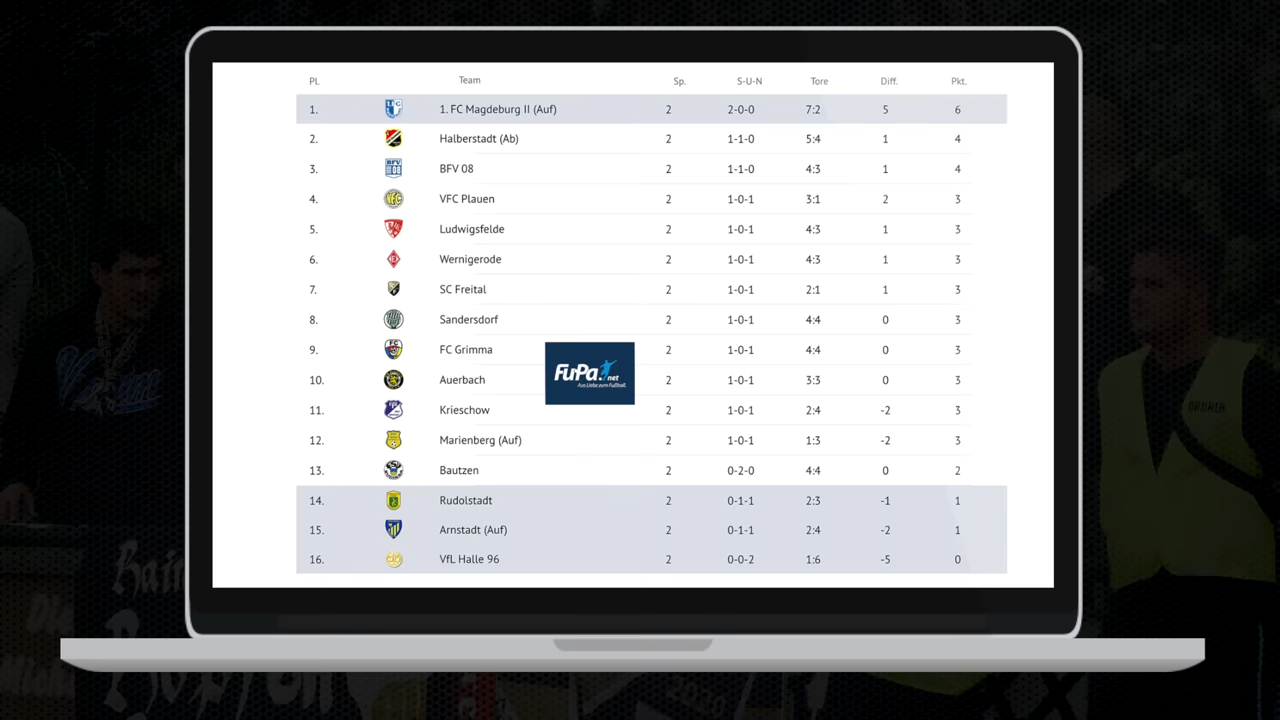 Pl. Team Sp. S-U-N Tore Diff. Pkt.
1. 1. FC Magdeburg II (Auf) 2 2-0-0 7:2 5 6
2. Halberstadt (Ab) 2 1-1-0 5:4 1 4
3. BFV 08 2 1-1-0 4:3 1 4
4. VFC Plauen 2 1-0-1 3:1 2 3
5. Ludwigsfelde 2 1-0-1 4:3 1 3
6. Wernigerode 2 1-0-1 4:3 1 3
7. SC Freital 2 1-0-1 2:1 1 3
8. Sandersdorf 2 1-0-1 4:4 0 3
9. FC Grimma 2 1-0-1 4:4 0 3
10. Auerbach 2 1-0-1 3:3 0 3
11. Krieschow 2 1-0-1 2:4 -2 3
12. Marienberg (Auf) 2 1-0-1 1:3 -2 3
13. Bautzen 2 0-2-0 4:4 0 2
14. Rudolstadt 2 0-1-1 2:3 -1 1
15. Arnstadt (Auf) 2 0-1-1 2:4 -2 1
16. VfL Halle 96 2 0-0-2 1:6 -5 0
FuPa.net
Aus Liebe zum Fußball.